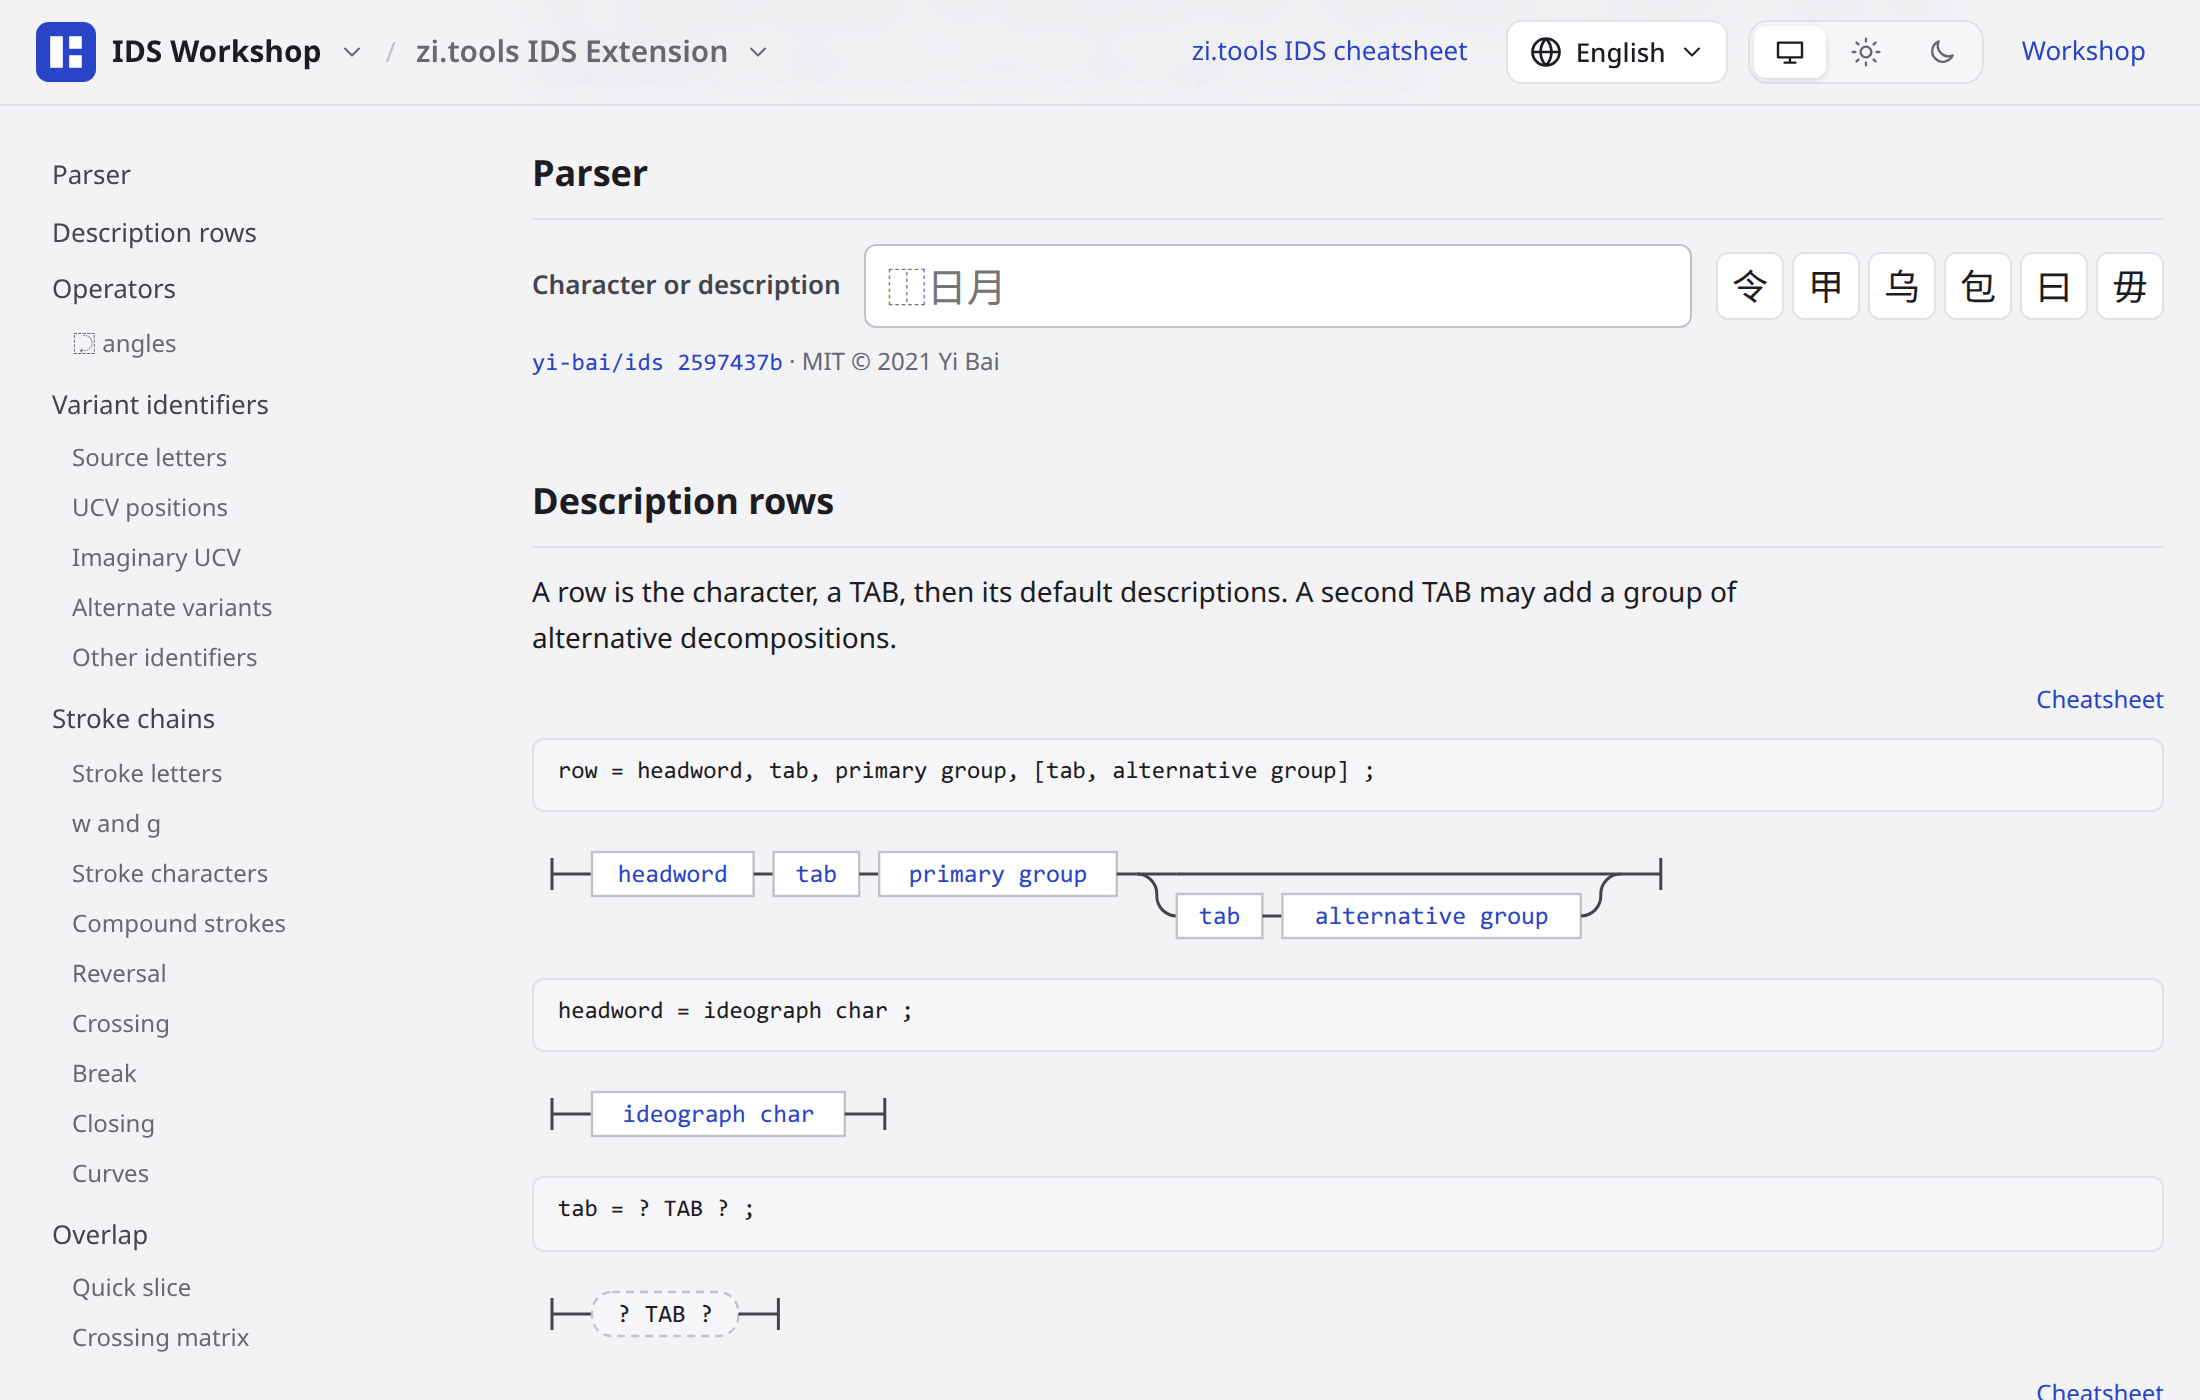 IDS Workshop / zi.tools IDS Extension
zi.tools IDS cheatsheet
English
Workshop
Parser
Description rows
Operators
⿹ angles
Variant identifiers
Source letters
UCV positions
Imaginary UCV
Alternate variants
Other identifiers
Stroke chains
Stroke letters
w and g
Stroke characters
Compound strokes
Reversal
Crossing
Break
Closing
Curves
Overlap
Quick slice
Crossing matrix
Parser
Character or description
⿰日月
令 甲 乌 包 曰 毋
yi-bai/ids 2597437b · MIT © 2021 Yi Bai
Description rows
A row is the character, a TAB, then its default descriptions. A second TAB may add a group of
alternative decompositions.
Cheatsheet
row = headword, tab, primary group, [tab, alternative group] ;
headword tab primary group
tab alternative group
headword = ideograph char ;
ideograph char
tab = ? TAB ? ;
? TAB ?
Cheatsheet